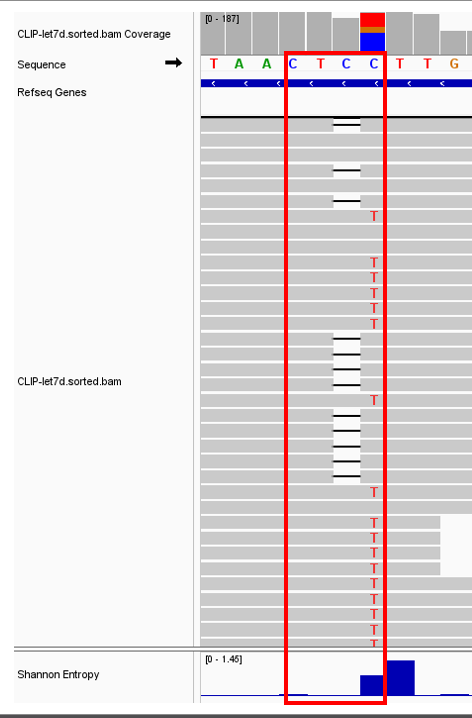 [0 - 187]
CLIP-let7d.sorted.bam Coverage
Sequence
T A A C T C C T T G
Refseq Genes
T
T
T
T
T
T
CLIP-let7d.sorted.bam
T
T
T
T
T
T
T
T
T
T
T
[0 - 1.45]
Shannon Entropy